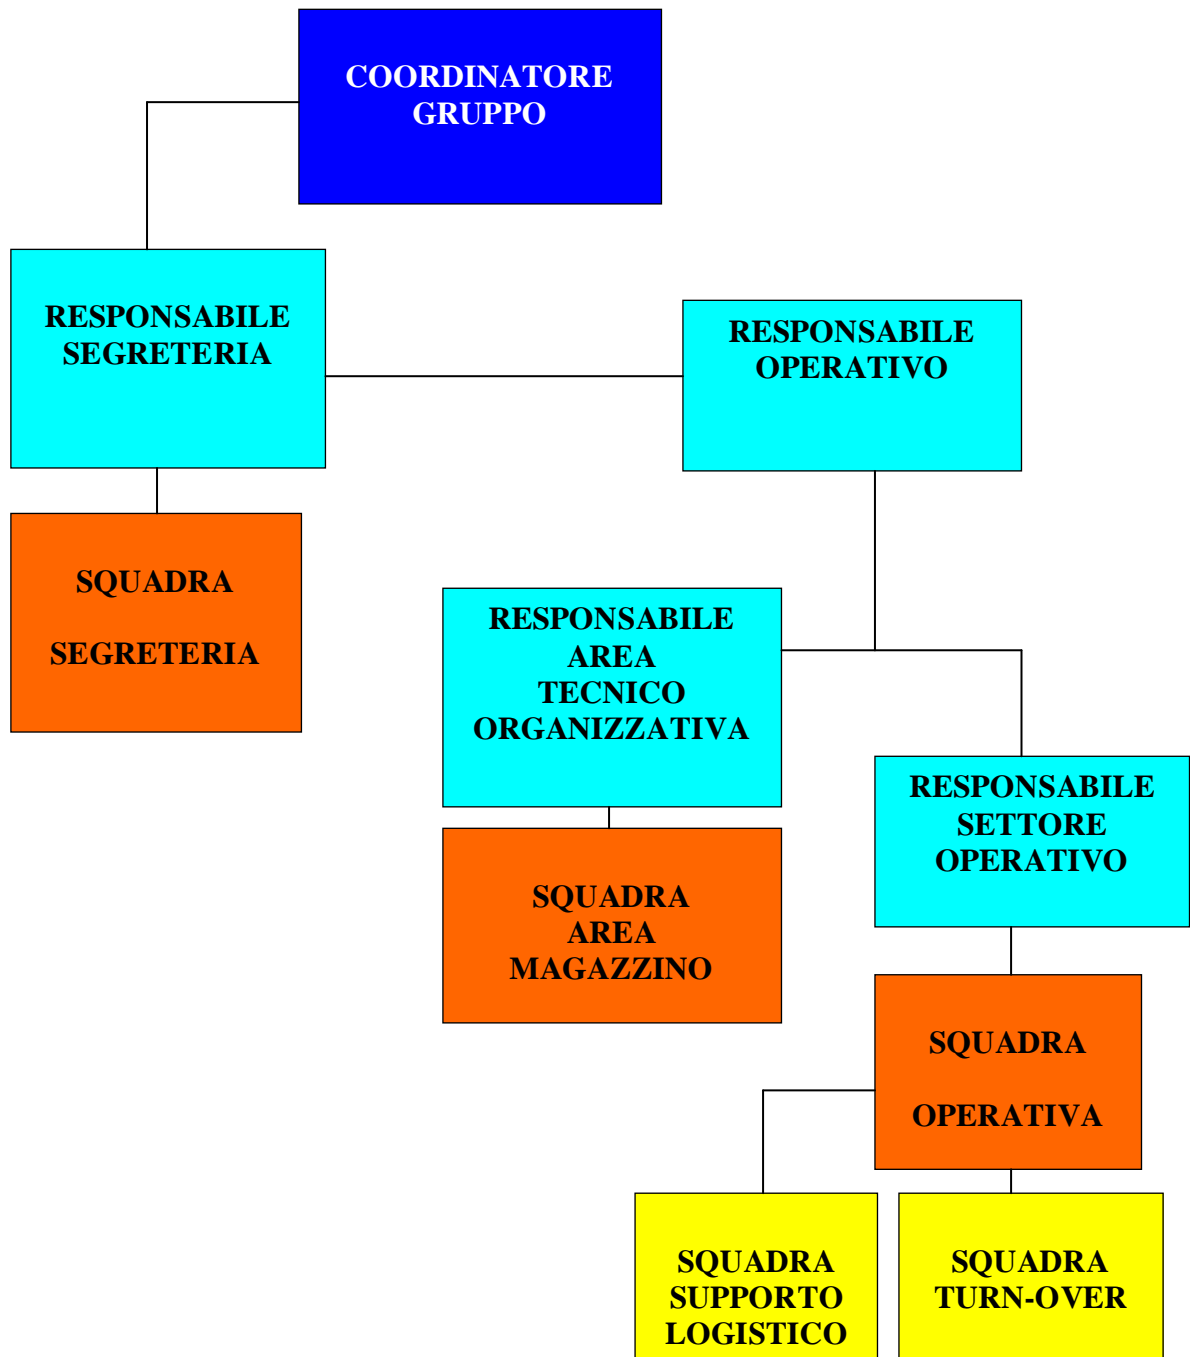 COORDINATORE
GRUPPO
RESPONSABILE
SEGRETERIA
RESPONSABILE
OPERATIVO
SQUADRA
SEGRETERIA
RESPONSABILE
AREA
TECNICO
ORGANIZZATIVA
RESPONSABILE
SETTORE
OPERATIVO
SQUADRA
AREA
MAGAZZINO
SQUADRA
OPERATIVA
SQUADRA
SUPPORTO
LOGISTICO
SQUADRA
TURN-OVER